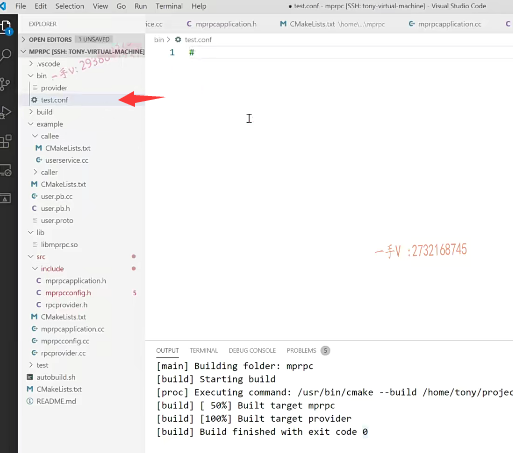 File Edit Selection View Go Run Terminal Help
● test.conf - mprpc [SSH: tony-virtual-machine] - Visual Studio Code
EXPLORER
ice.cc mprpcapplication.h CMakeLists.txt \home\...\mprpc mprpcapplication.cc
OPEN EDITORS 1 UNSAVED
bin > test.conf
MPRPC [SSH: TONY-VIRTUAL-MACHINE]
1 #
.vscode
bin
provider
test.conf
build
example
callee
CMakeLists.txt
userservice.cc
caller
CMakeLists.txt
user.pb.cc
user.pb.h
user.proto
lib
libmprpc.so
src
include
mprpcapplication.h
mprpcconfig.h 5
rpcprovider.h
CMakeLists.txt
mprpcapplication.cc
mprpcconfig.cc
rpcprovider.cc
test
autobuild.sh
CMakeLists.txt
README.md
一手V :2732168745
OUTPUT TERMINAL DEBUG CONSOLE PROBLEMS 5
[main] Building folder: mprpc
[build] Starting build
[proc] Executing command: /usr/bin/cmake --build /home/tony/projec
[build] [ 50%] Built target mprpc
[build] [100%] Built target provider
[build] Build finished with exit code 0